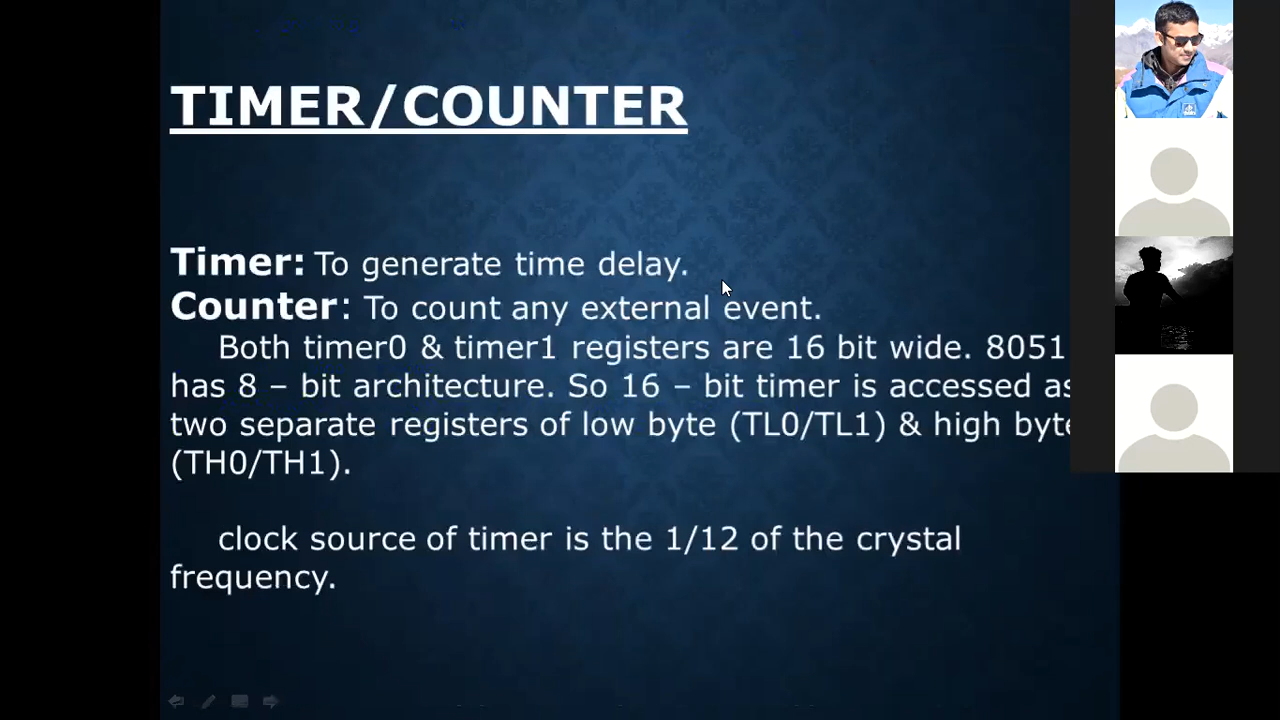 TIMER/COUNTER
Timer: To generate time delay.
Counter: To count any external event.
Both timer0 & timer1 registers are 16 bit wide. 8051
has 8 – bit architecture. So 16 – bit timer is accessed as
two separate registers of low byte (TL0/TL1) & high byte
(TH0/TH1).
clock source of timer is the 1/12 of the crystal
frequency.